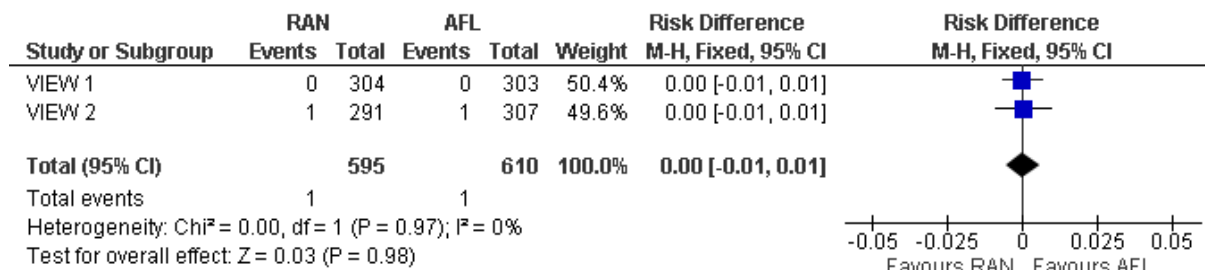 RAN AFL Risk Difference Risk Difference
Study or Subgroup Events Total Events Total Weight M-H, Fixed, 95% CI M-H, Fixed, 95% CI
VIEW 1 0 304 0 303 50.4% 0.00 [-0.01, 0.01]
VIEW 2 1 291 1 307 49.6% 0.00 [-0.01, 0.01]
Total (95% CI) 595 610 100.0% 0.00 [-0.01, 0.01]
Total events 1 1
Heterogeneity: Chi² = 0.00, df = 1 (P = 0.97); I² = 0%
Test for overall effect: Z = 0.03 (P = 0.98)
-0.05 -0.025 0 0.025 0.05
Favours RAN Favours AFL